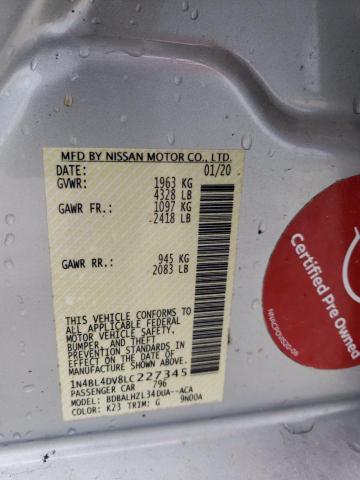 MFD BY NISSAN MOTOR CO., LTD.
DATE: 01/20
GVWR: 1963 KG
4328 LB
GAWR FR.: 1097 KG
2418 LB
GAWR RR.: 945 KG
2083 LB
THIS VEHICLE CONFORMS TO
ALL APPLICABLE FEDERAL
MOTOR VEHICLE SAFETY,
BUMPER, AND THEFT
PREVENTION STANDARDS IN
EFFECT ON THE DATE OF
MANUFACTURE SHOWN ABOVE.
1N4BL4DV8LC227345
PASSENGER CAR 796
MODEL: BDBALHZL34DUA--ACA
COLOR: K23 TRIM: G 9N00A
Certified Pre-Owned